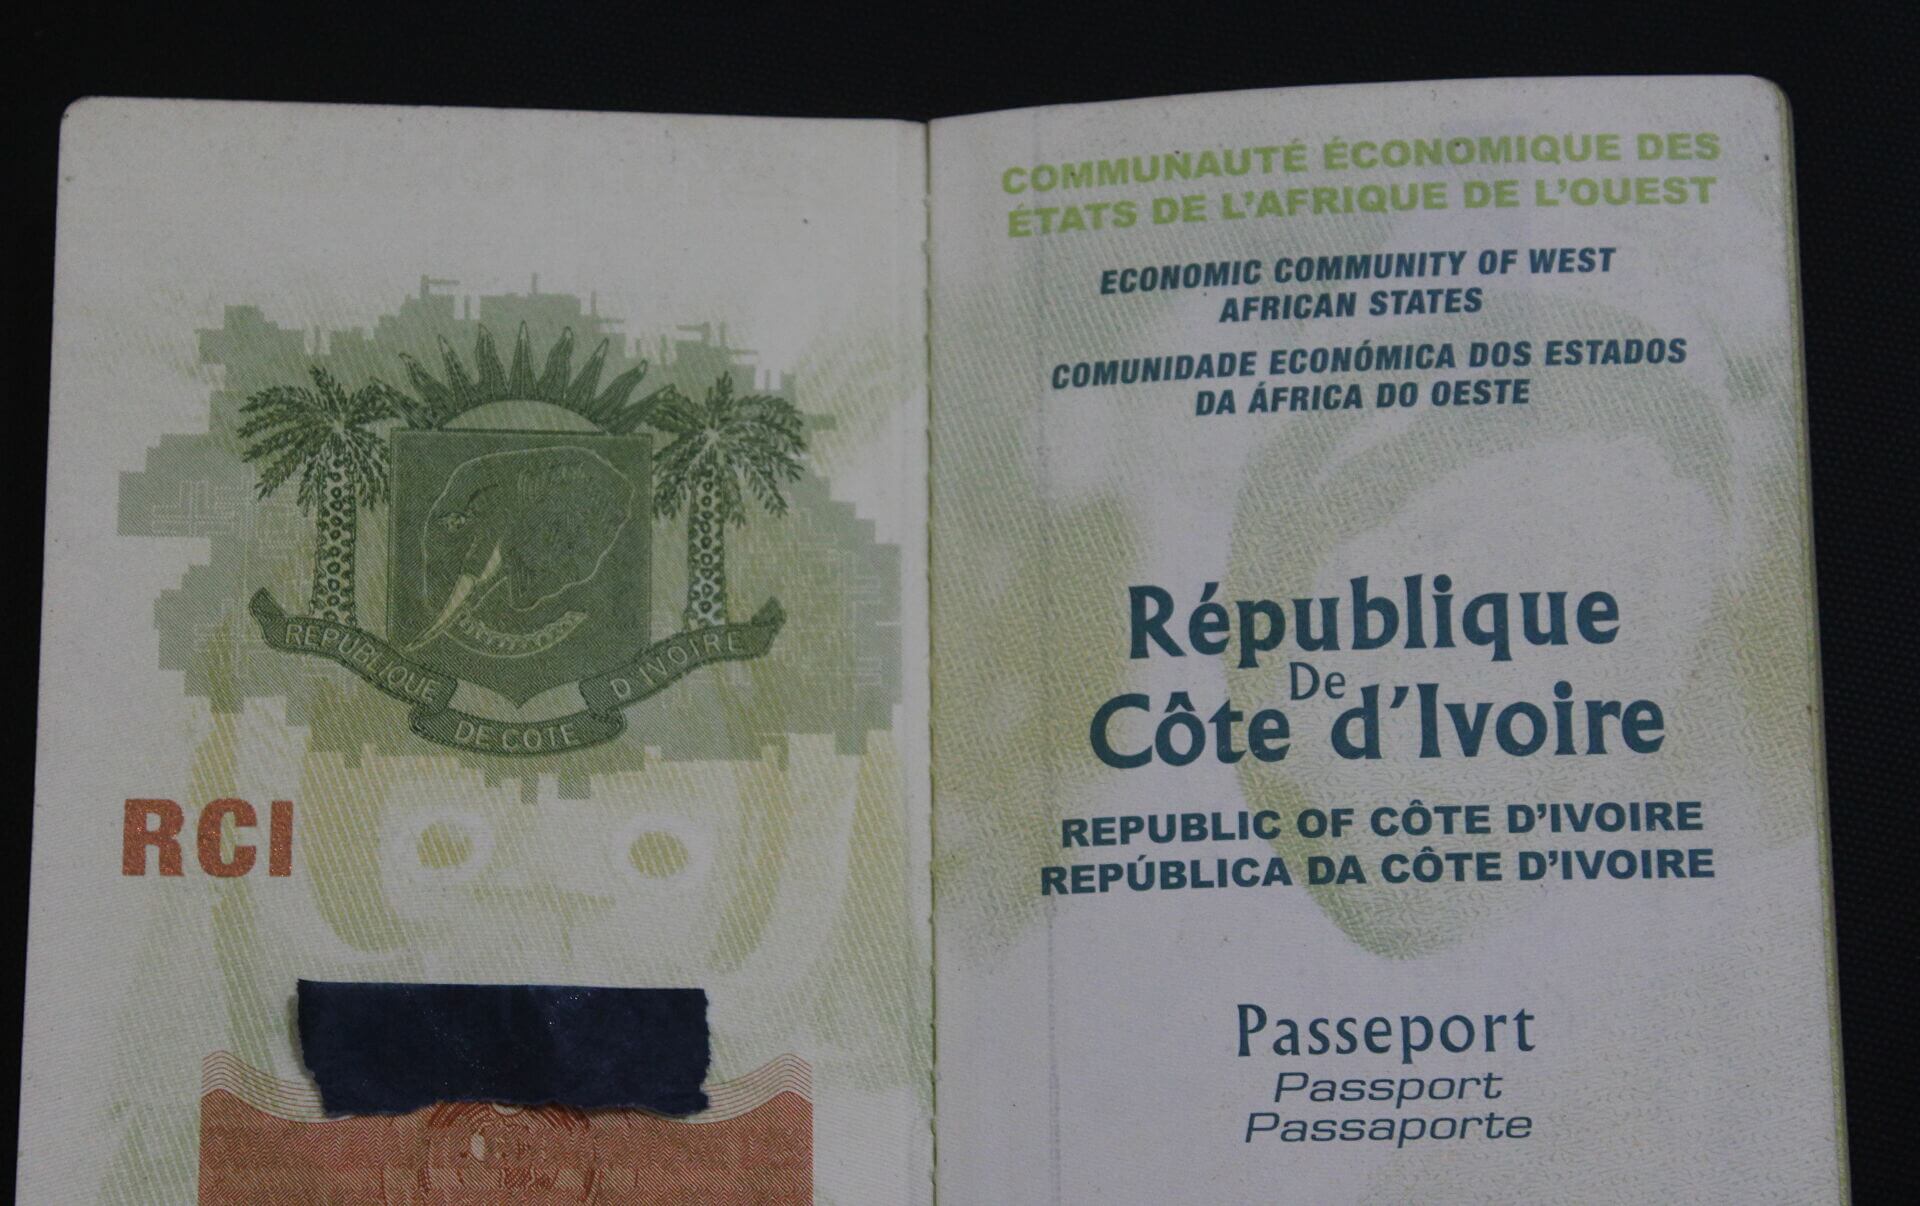 REPUBLIQUE DE COTE D'IVOIRE
RCI
COMMUNAUTÉ ÉCONOMIQUE DES
ÉTATS DE L'AFRIQUE DE L'OUEST
ECONOMIC COMMUNITY OF WEST
AFRICAN STATES
COMUNIDADE ECONÓMICA DOS ESTADOS
DA ÁFRICA DO OESTE
République
De
Côte d'Ivoire
REPUBLIC OF CÔTE D'IVOIRE
REPÚBLICA DA CÔTE D'IVOIRE
Passeport
Passport
Passaporte